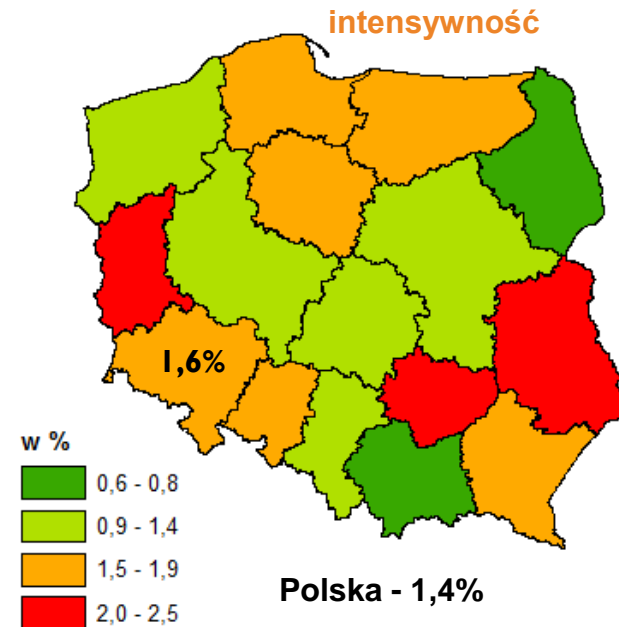 intensywność
1,6%
w %
0,6 - 0,8
0,9 - 1,4
1,5 - 1,9
2,0 - 2,5
Polska - 1,4%